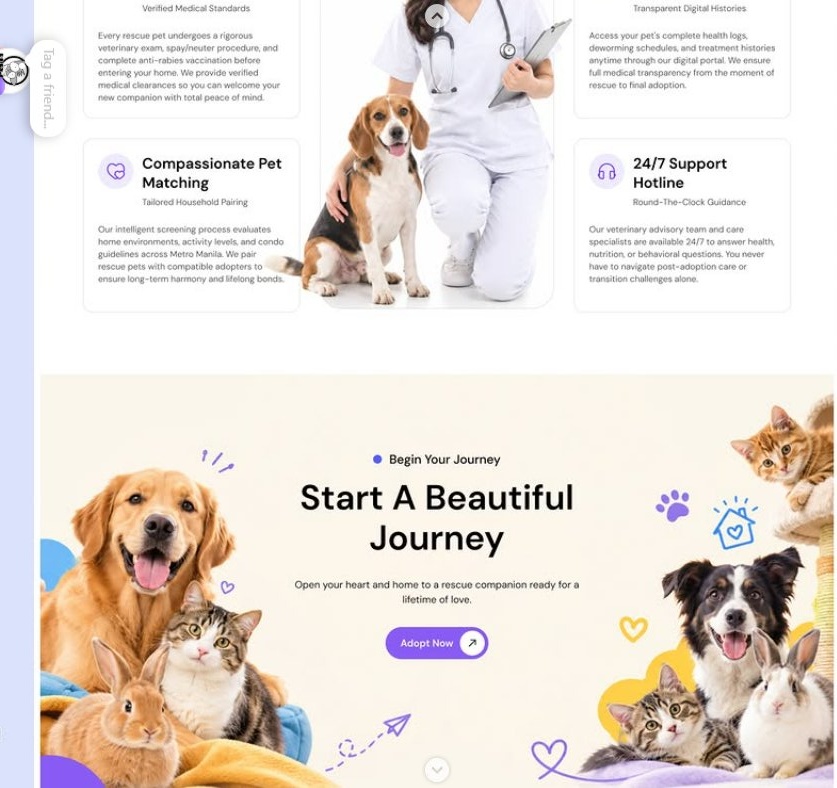 Verified Medical Standards
Every rescue pet undergoes a rigorous
veterinary exam, spay/neuter procedure, and
complete anti-rabies vaccination before
entering your home. We provide verified
medical clearances so you can welcome your
new companion with total peace of mind.
Transparent Digital Histories
Access your pet's complete health logs,
deworming schedules, and treatment histories
anytime through our digital portal. We ensure
full medical transparency from the moment of
rescue to final adoption.
Tag a friend...
Compassionate Pet
Matching
Tailored Household Pairing
Our intelligent screening process evaluates
home environments, activity levels, and condo
guidelines across Metro Manila. We pair
rescue pets with compatible adopters to
ensure long-term harmony and lifelong bonds.
24/7 Support
Hotline
Round-The-Clock Guidance
Our veterinary advisory team and care
specialists are available 24/7 to answer health,
nutrition, or behavioral questions. You never
have to navigate post-adoption care or
transition challenges alone.
Begin Your Journey
Start A Beautiful
Journey
Open your heart and home to a rescue companion ready for a
lifetime of love.
Adopt Now